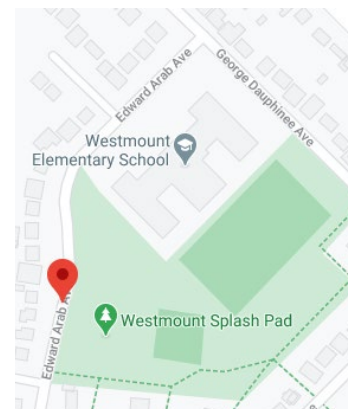 Edward Arab Ave
George Dauphinee Ave
Westmount
Elementary School
Westmount Splash Pad
Edward Arab A